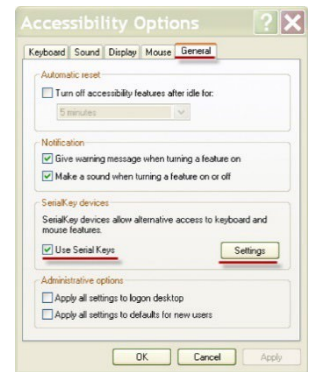 Accessibility Options
Keyboard Sound Display Mouse General
Automatic reset
Turn off accessibility features after idle for:
5 minutes
Notification
Give warning message when turning a feature on
Make a sound when turning a feature on or off
SerialKey devices
SerialKey devices allow alternative access to keyboard and
mouse features.
Use Serial Keys Settings
Administrative options
Apply all settings to logon desktop
Apply all settings to defaults for new users
OK Cancel Apply